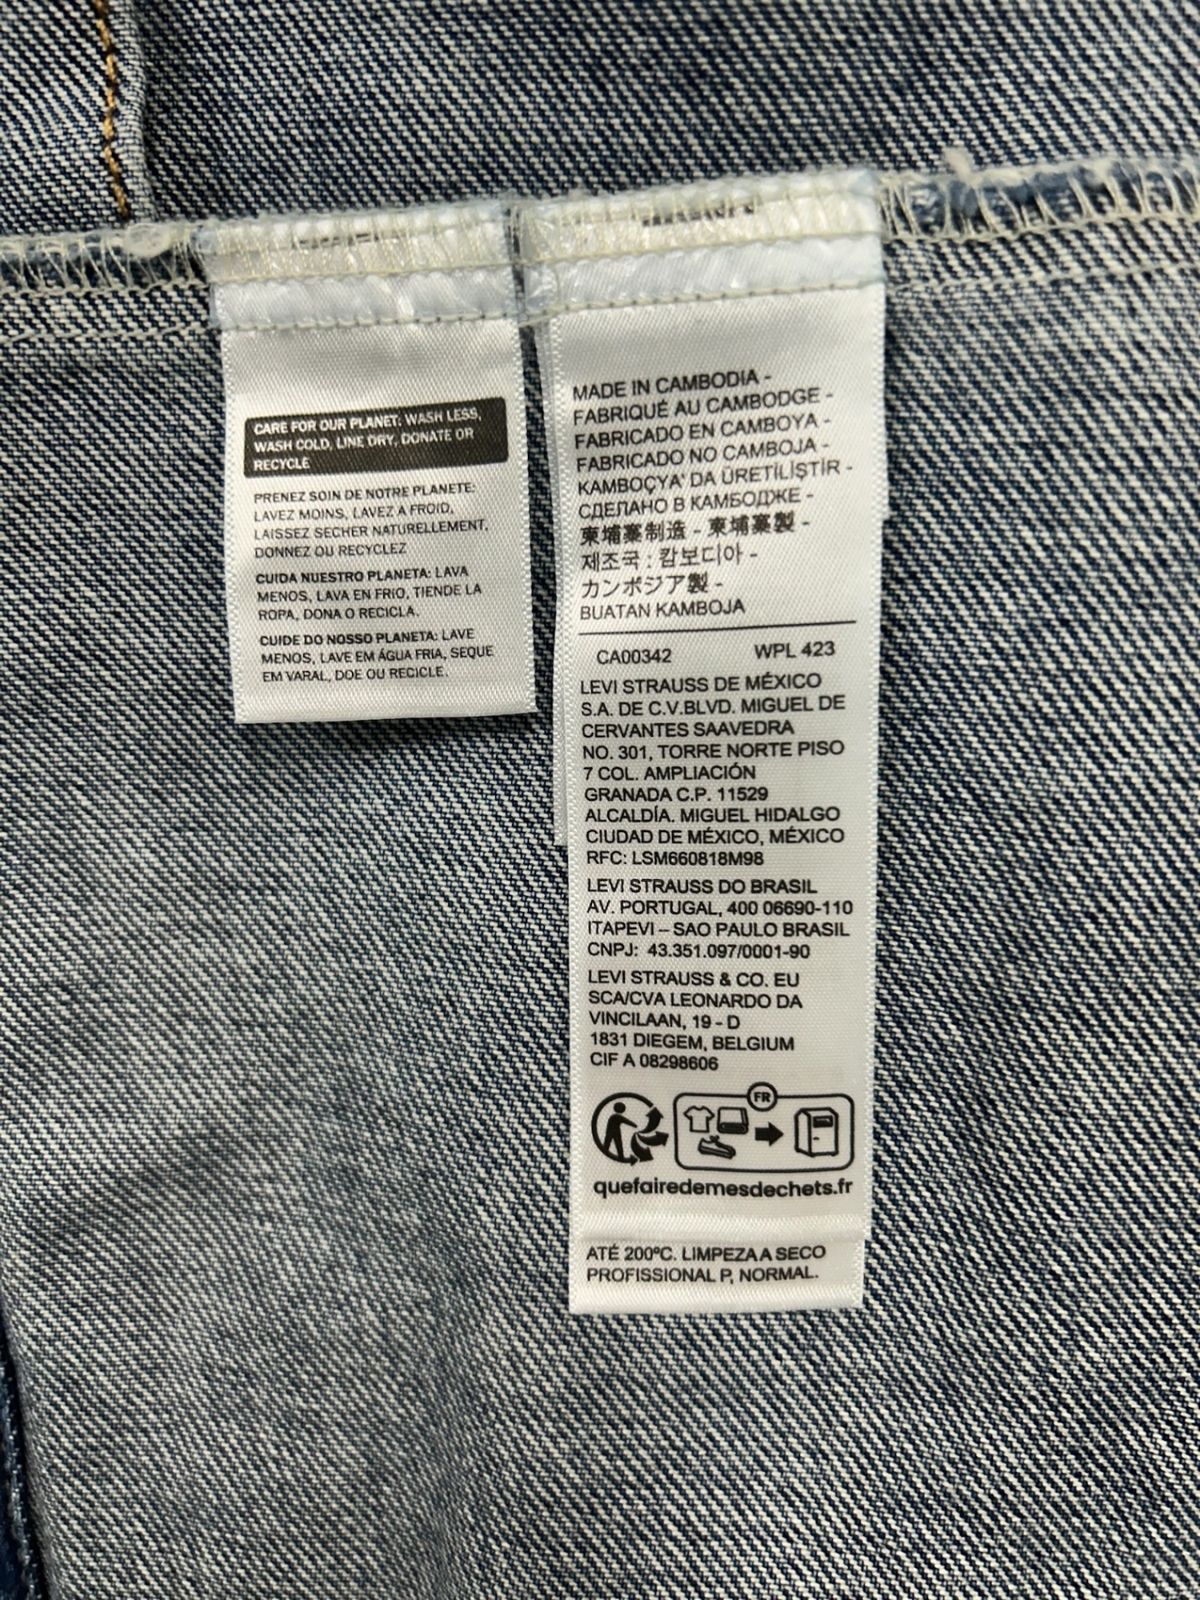 CARE FOR OUR PLANET: WASH LESS,
WASH COLD, LINE DRY, DONATE OR
RECYCLE
PRENEZ SOIN DE NOTRE PLANETE:
LAVEZ MOINS, LAVEZ A FROID,
LAISSEZ SECHER NATURELLEMENT,
DONNEZ OU RECYCLEZ
CUIDA NUESTRO PLANETA: LAVA
MENOS, LAVA EN FRIO, TIENDE LA
ROPA, DONA O RECICLA.
CUIDE DO NOSSO PLANETA: LAVE
MENOS, LAVE EM ÁGUA FRIA, SEQUE
EM VARAL, DOE OU RECICLE.
MADE IN CAMBODIA -
FABRIQUÉ AU CAMBODGE -
FABRICADO EN CAMBOYA -
FABRICADO NO CAMBOJA -
KAMBOÇYA' DA ÜRETILIŞTIR -
СДЕЛАНО В КАМБОДЖЕ -
柬埔寨制造 - 柬埔寨製 -
제조국 : 캄보디아 -
カンボジア製 -
BUATAN KAMBOJA
CA00342 WPL 423
LEVI STRAUSS DE MÉXICO
S.A. DE C.V.BLVD. MIGUEL DE
CERVANTES SAAVEDRA
NO. 301, TORRE NORTE PISO
7 COL. AMPLIACIÓN
GRANADA C.P. 11529
ALCALDÍA. MIGUEL HIDALGO
CIUDAD DE MÉXICO, MÉXICO
RFC: LSM660818M98
LEVI STRAUSS DO BRASIL
AV. PORTUGAL, 400 06690-110
ITAPEVI – SAO PAULO BRASIL
CNPJ: 43.351.097/0001-90
LEVI STRAUSS & CO. EU
SCA/CVA LEONARDO DA
VINCILAAN, 19 - D
1831 DIEGEM, BELGIUM
CIF A 08298606
FR
quefairedemesdechets.fr
ATÉ 200ºC. LIMPEZA A SECO
PROFISSIONAL P, NORMAL.